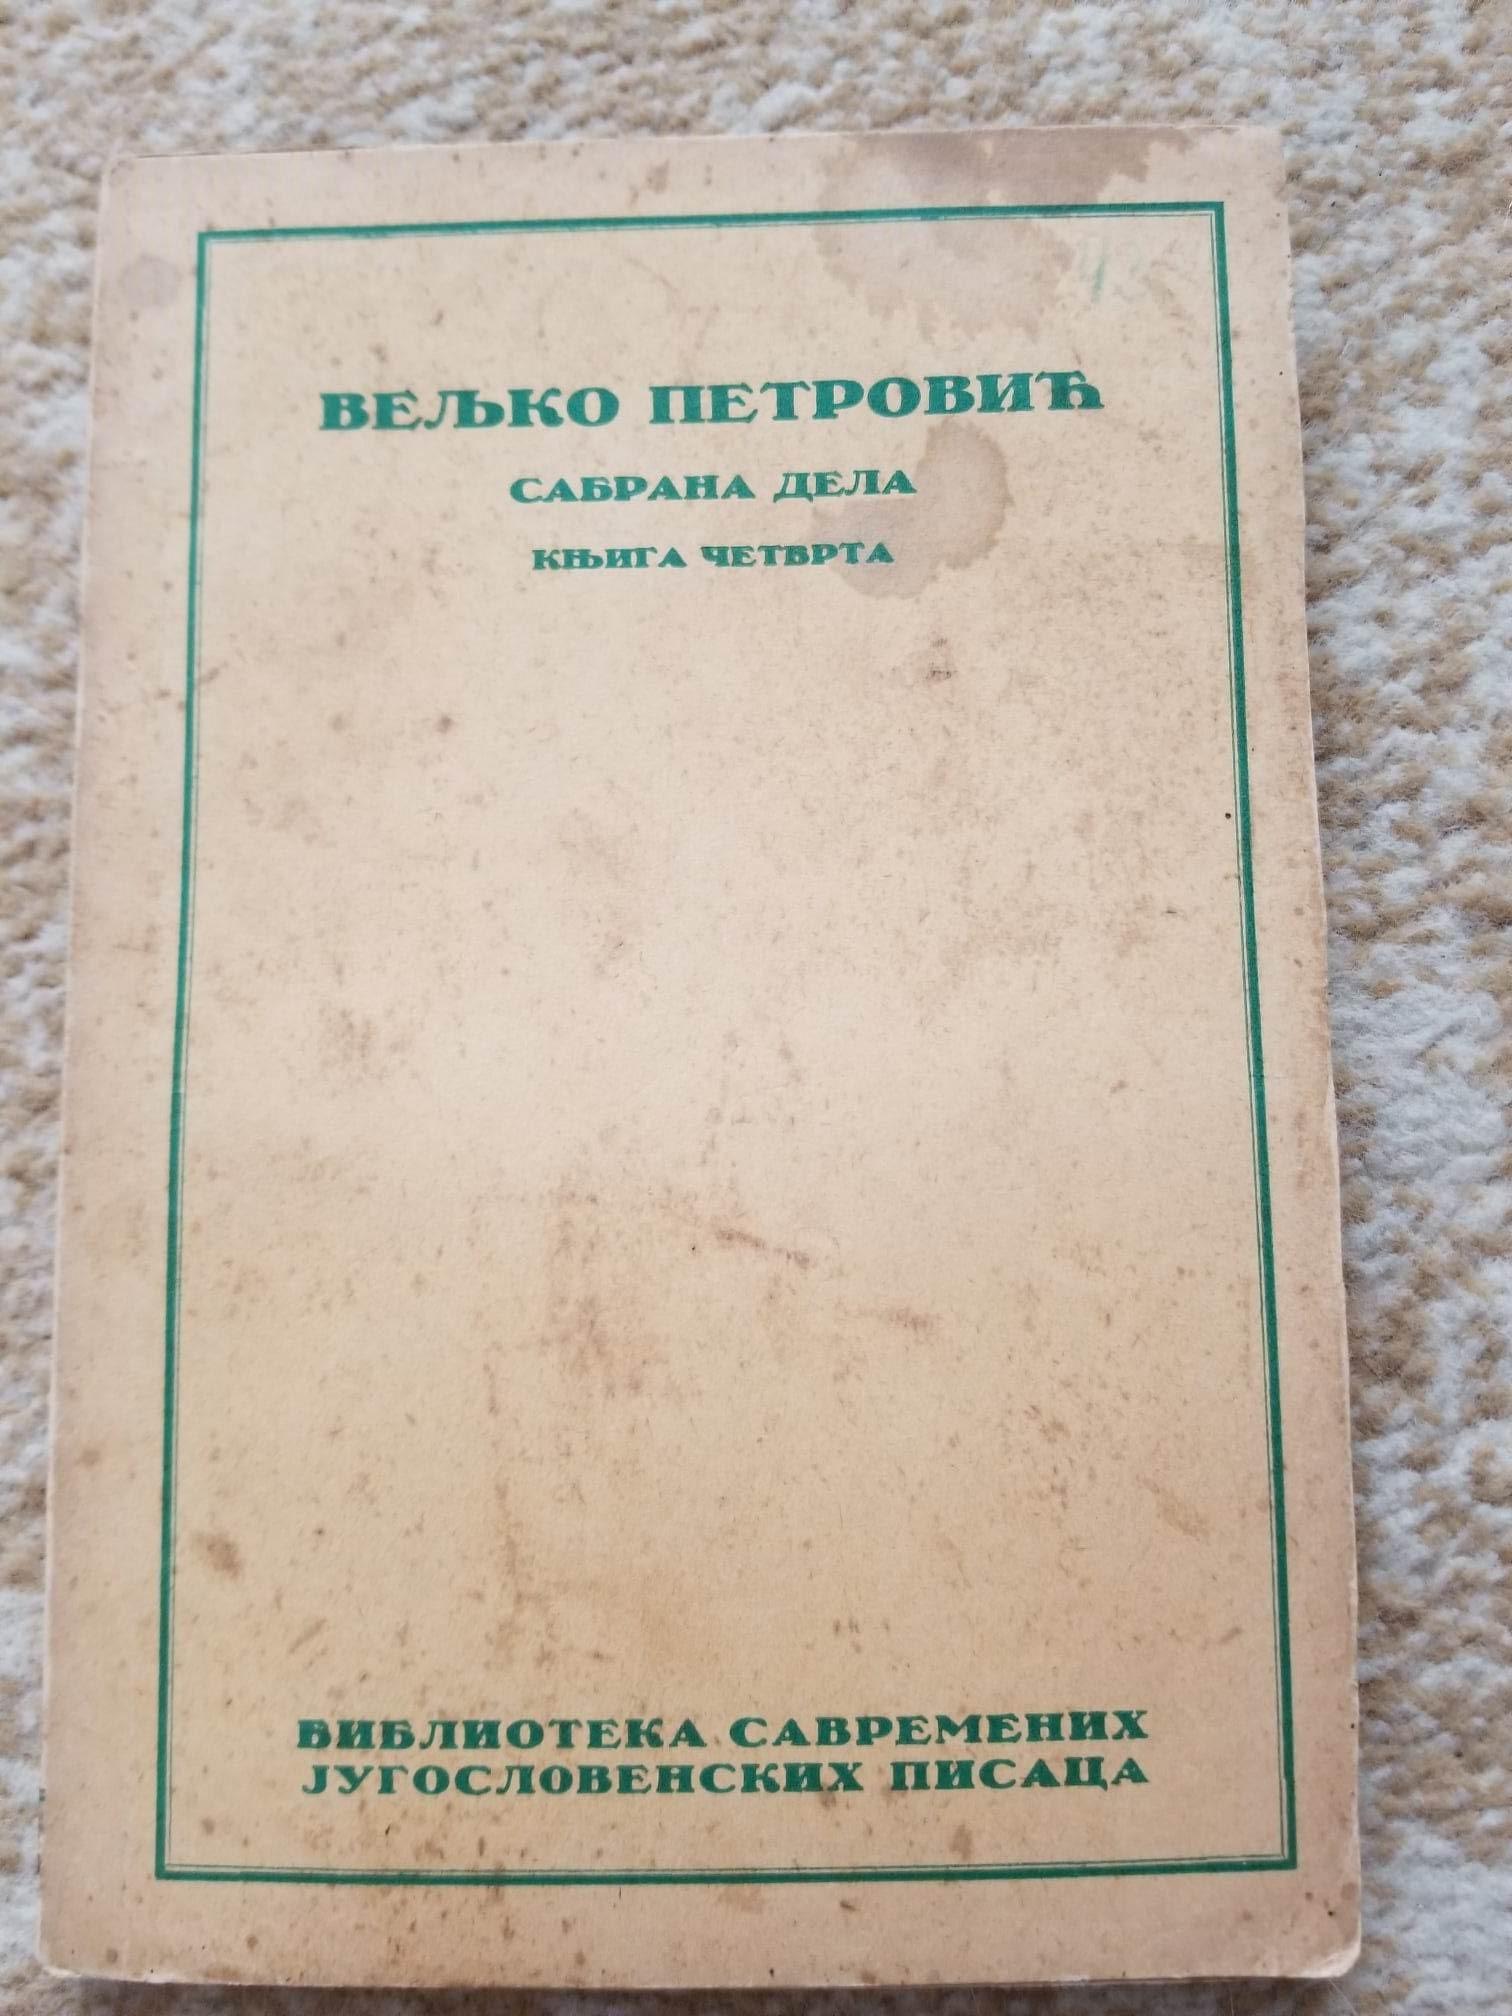 ВЕЉКО ПЕТРОВИЋ
САБРАНА ДЕЛА
КЊИГА ЧЕТВРТА
БИБЛИОТЕКА САВРЕМЕНИХ
ЈУГОСЛОВЕНСКИХ ПИСАЦА